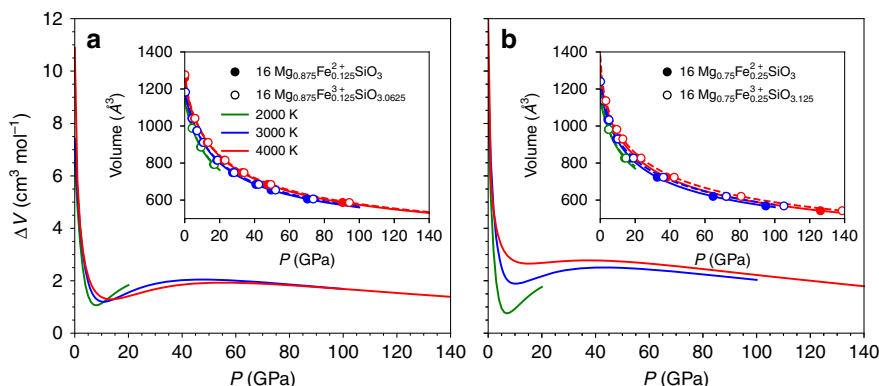 a
b
12
10
8
6
4
2
0
ΔV (cm³ mol⁻¹)
0 20 40 60 80 100 120 140
P (GPa)
1400
1200
1000
800
600
Volume (Å³)
0 20 40 60 80 100 120 140
P (GPa)
16 Mg₀.₈₇₅Fe²⁺₀.₁₂₅SiO₃
16 Mg₀.₈₇₅Fe³⁺₀.₁₂₅SiO₃.₀₆₂₅
2000 K
3000 K
4000 K
0 20 40 60 80 100 120 140
P (GPa)
1400
1200
1000
800
600
Volume (Å³)
0 20 40 60 80 100 120 140
P (GPa)
16 Mg₀.₇₅Fe²⁺₀.₂₅SiO₃
16 Mg₀.₇₅Fe³⁺₀.₂₅SiO₃.₁₂₅